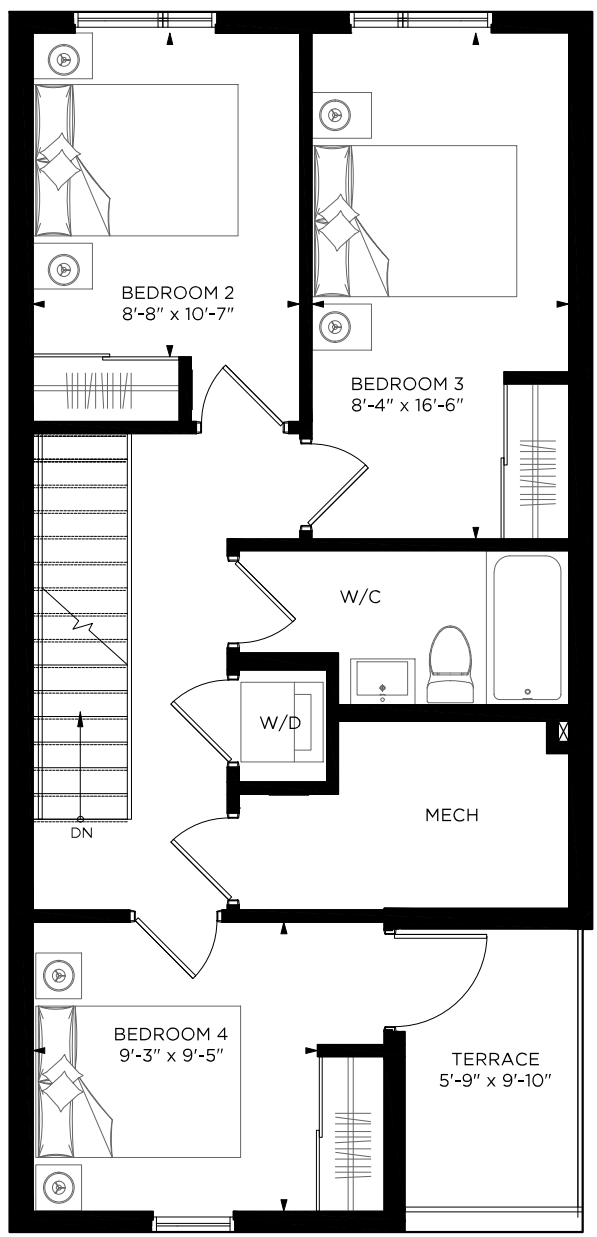 BEDROOM 2
8'-8" x 10'-7"
BEDROOM 3
8'-4" x 16'-6"
W/C
W/D
MECH
DN
BEDROOM 4
9'-3" x 9'-5"
TERRACE
5'-9" x 9'-10"